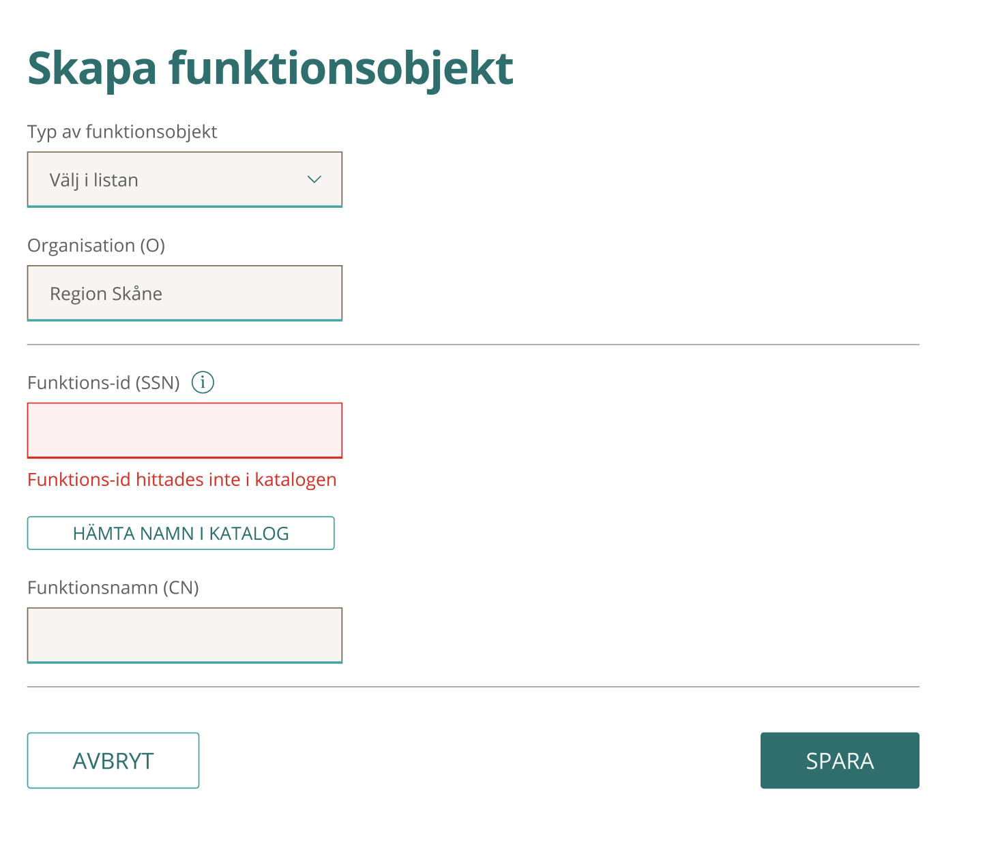 Skapa funktionsobjekt
Typ av funktionsobjekt
Välj i listan
Organisation (O)
Region Skåne
Funktions-id (SSN) i
Funktions-id hittades inte i katalogen
HÄMTA NAMN I KATALOG
Funktionsnamn (CN)
AVBRYT
SPARA